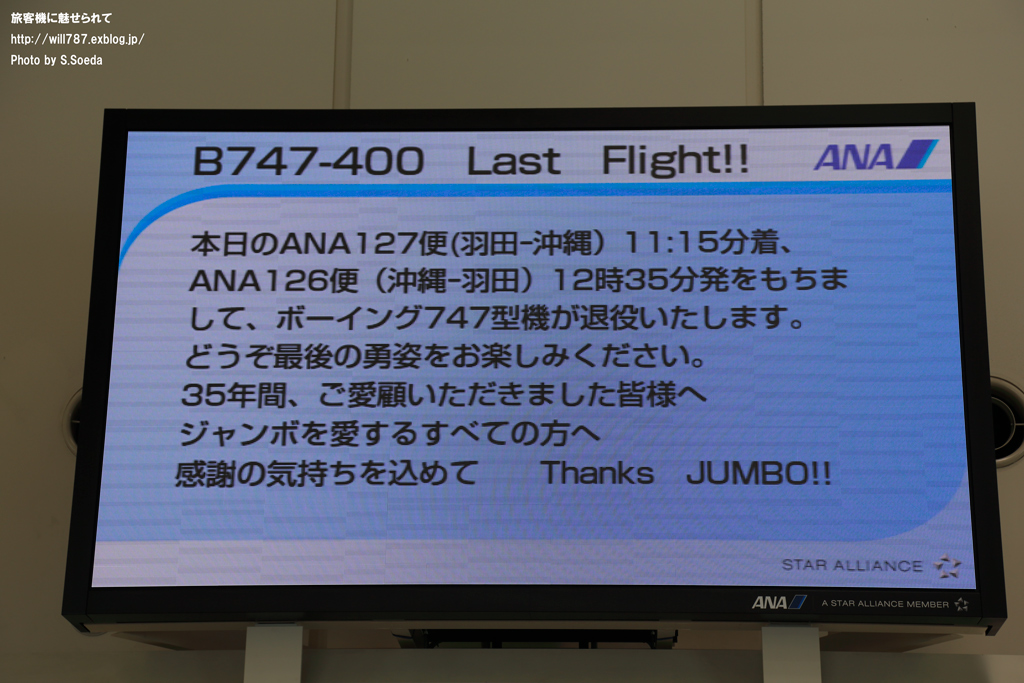 旅客機に魅せられて
http://will787.exblog.jp/
Photo by S.Soeda
B747-400 Last Flight!!
ANA
本日のANA127便(羽田-沖縄）11:15分着、
ANA126便（沖縄-羽田）12時35分発をもちま
して、ボーイング747型機が退役いたします。
どうぞ最後の勇姿をお楽しみください。
35年間、ご愛顧いただきました皆様へ
ジャンボを愛するすべての方へ
感謝の気持ちを込めて Thanks JUMBO!!
STAR ALLIANCE
ANA A STAR ALLIANCE MEMBER